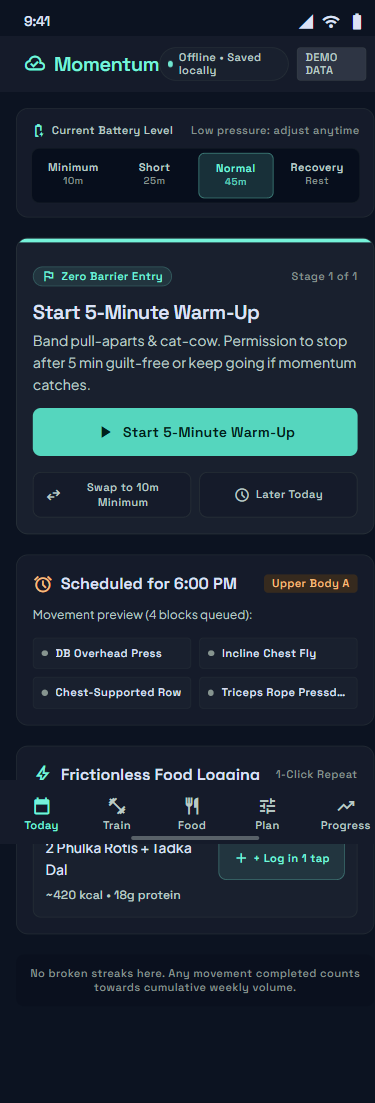 9:41
Momentum
Offline • Saved
locally
DEMO
DATA
Current Battery Level
Low pressure: adjust anytime
Minimum
10m
Short
25m
Normal
45m
Recovery
Rest
Zero Barrier Entry
Stage 1 of 1
Start 5-Minute Warm-Up
Band pull-aparts & cat-cow. Permission to stop
after 5 min guilt-free or keep going if momentum
catches.
Start 5-Minute Warm-Up
Swap to 10m
Minimum
Later Today
Scheduled for 6:00 PM
Upper Body A
Movement preview (4 blocks queued):
DB Overhead Press
Incline Chest Fly
Chest-Supported Row
Triceps Rope Pressd...
Frictionless Food Logging
1-Click Repeat
Today
Train
Food
Plan
Progress
2 Phulka Rotis + Tadka
Dal
~420 kcal • 18g protein
+ Log in 1 tap
No broken streaks here. Any movement completed counts
towards cumulative weekly volume.